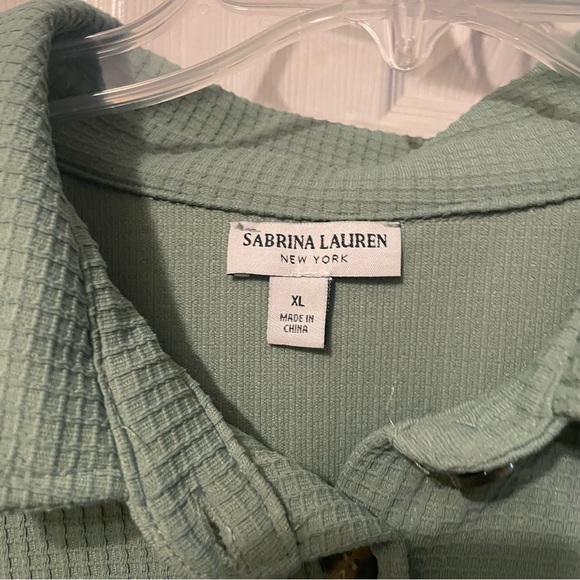 SABRINA LAUREN
NEW YORK
XL
MADE IN
CHINA